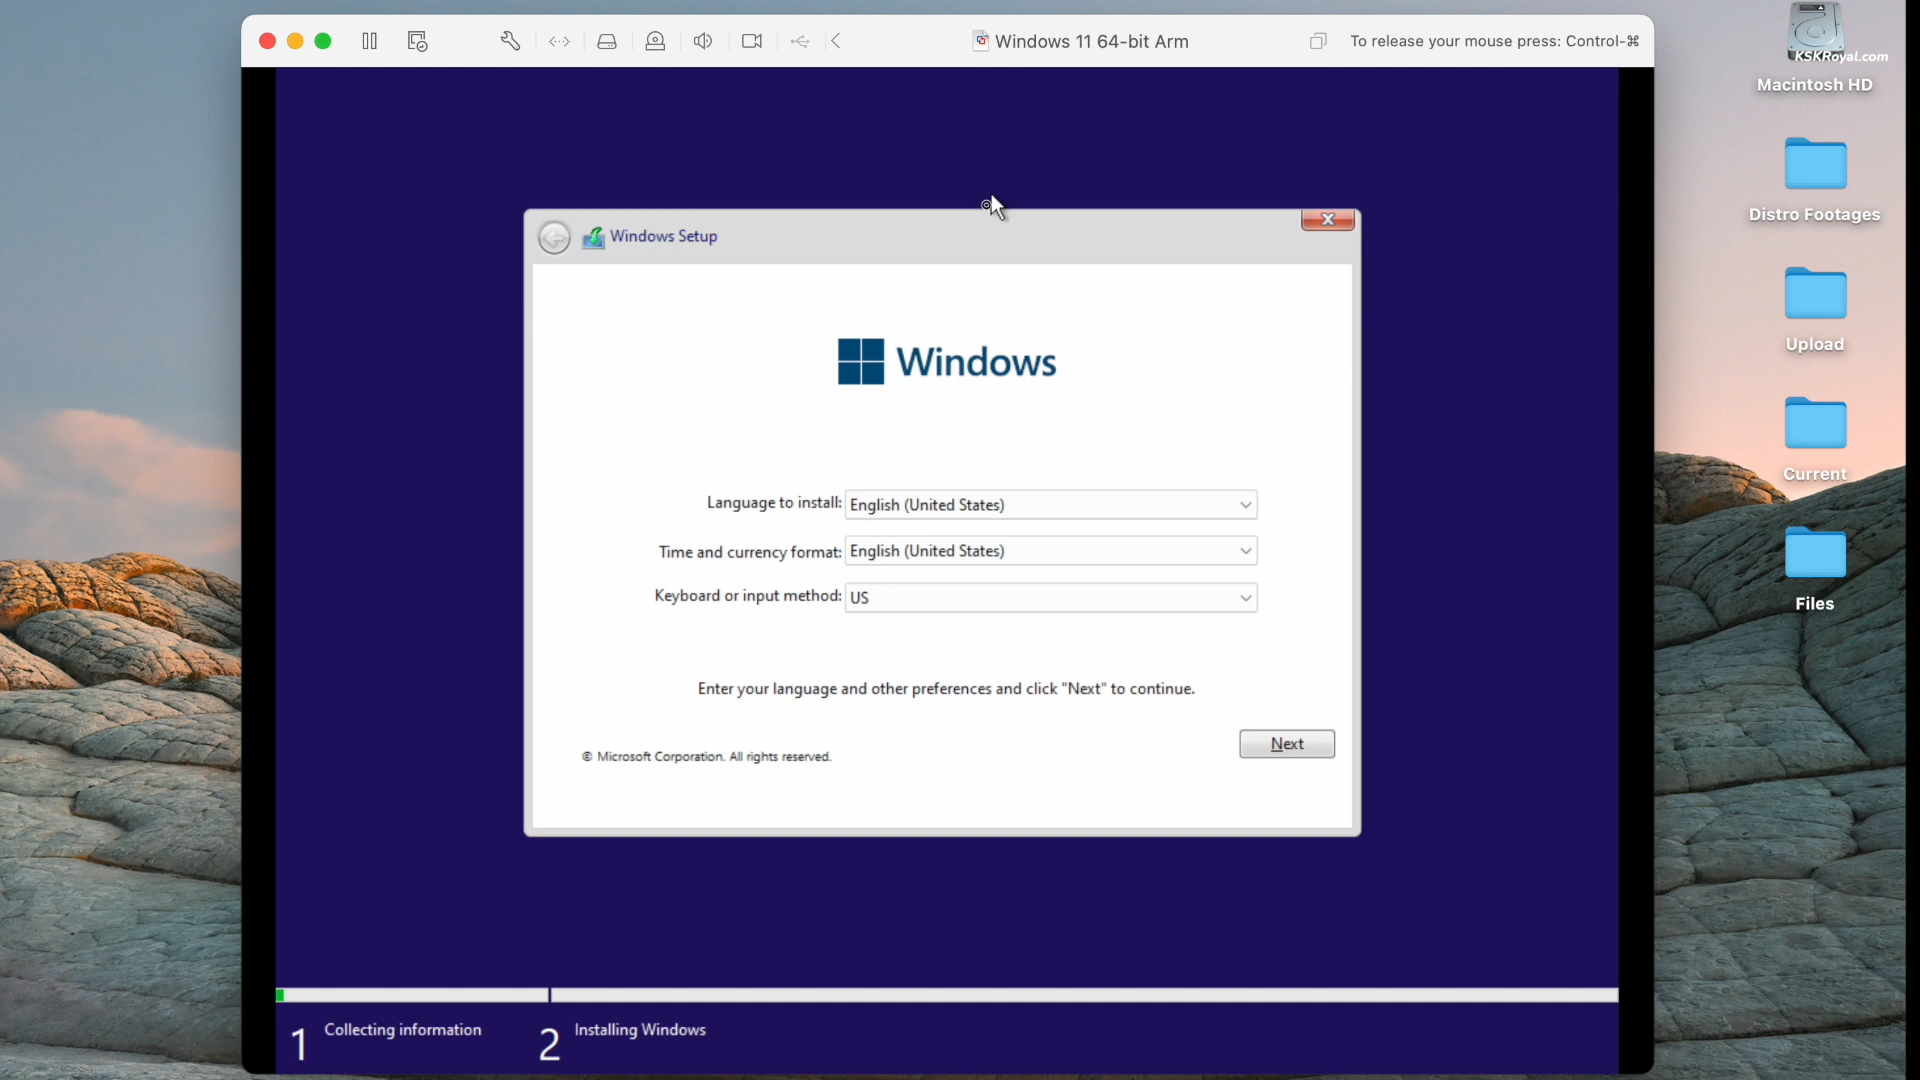 Windows 11 64-bit Arm
To release your mouse press: Control-⌘
KSKRoyal.com
Macintosh HD
Distro Footages
Upload
Current
Files
Windows Setup
Windows
Language to install: English (United States)
Time and currency format: English (United States)
Keyboard or input method: US
Enter your language and other preferences and click "Next" to continue.
Next
© Microsoft Corporation. All rights reserved.
1 Collecting information
2 Installing Windows